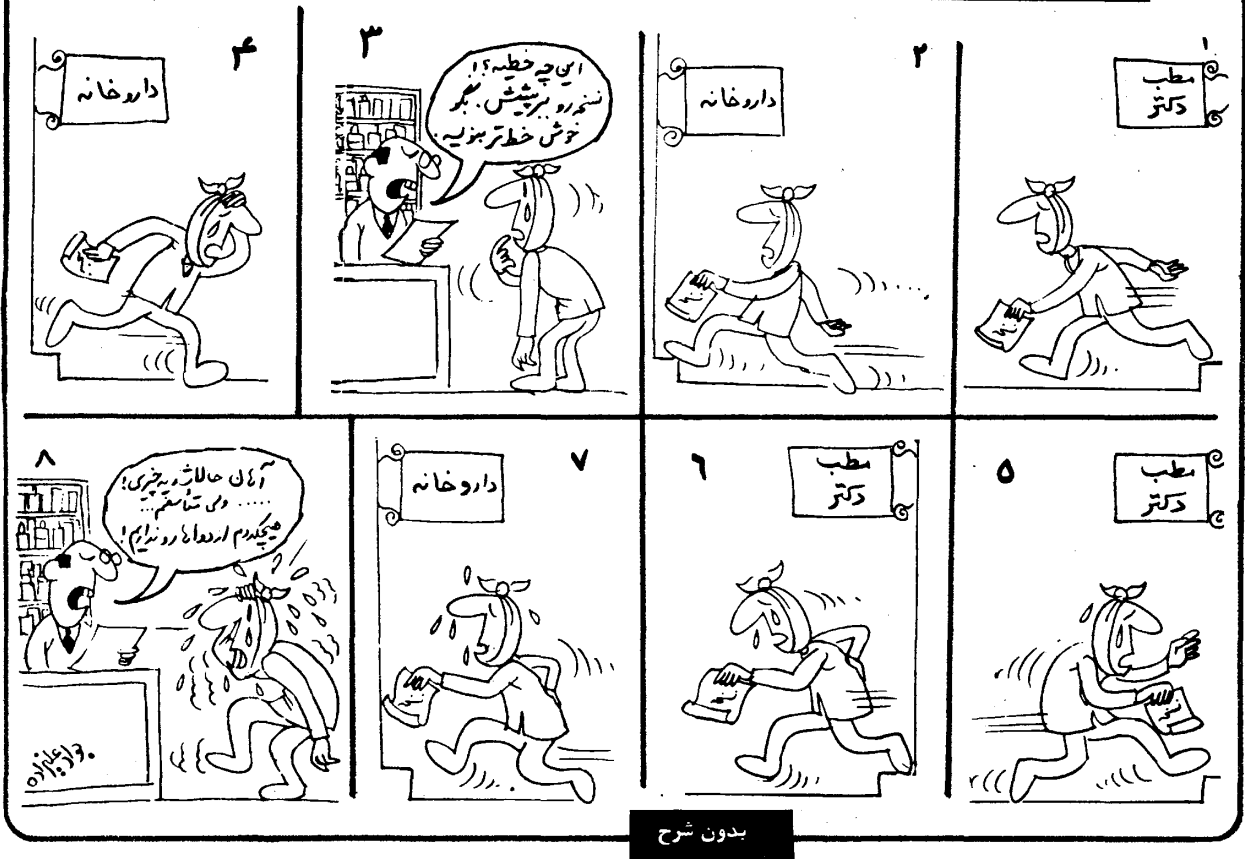 ۱
مطب
دکتر
۲
داروخانه
۳
این چه خطیه؟!
نسخه رو ببر پیشش. بگو
خوش خط‌تر بنویسه.
۴
داروخانه
۵
مطب
دکتر
۶
مطب
دکتر
۷
داروخانه
۸
آهان حالا شد یه چیزی!
..... ولی متأسفم...
هیچکدوم از دواها رو نداریم!
جواد علیزاده
بدون شرح